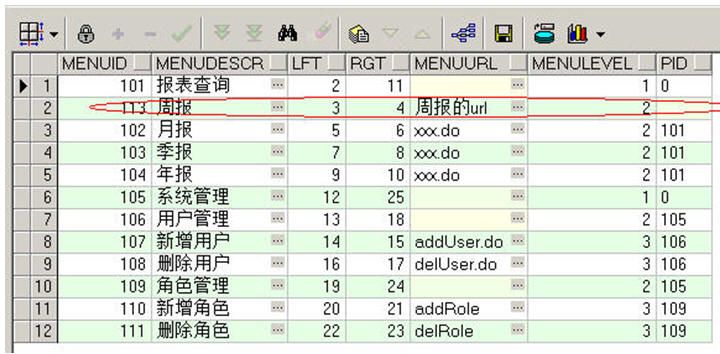 MENUID MENUDESCR LFT RGT MENUURL MENULEVEL PID
1 101 报表查询 ... 2 11 ... 1 0
2 113 周报 ... 3 4 周报的url ... 2
3 102 月报 ... 5 6 xxx.do ... 2 101
4 103 季报 ... 7 8 xxx.do ... 2 101
5 104 年报 ... 9 10 xxx.do ... 2 101
6 105 系统管理 ... 12 25 ... 1 0
7 106 用户管理 ... 13 18 ... 2 105
8 107 新增用户 ... 14 15 addUser.do ... 3 106
9 108 删除用户 ... 16 17 delUser.do ... 3 106
10 109 角色管理 ... 19 24 ... 2 105
11 110 新增角色 ... 20 21 addRole ... 3 109
12 111 删除角色 ... 22 23 delRole ... 3 109